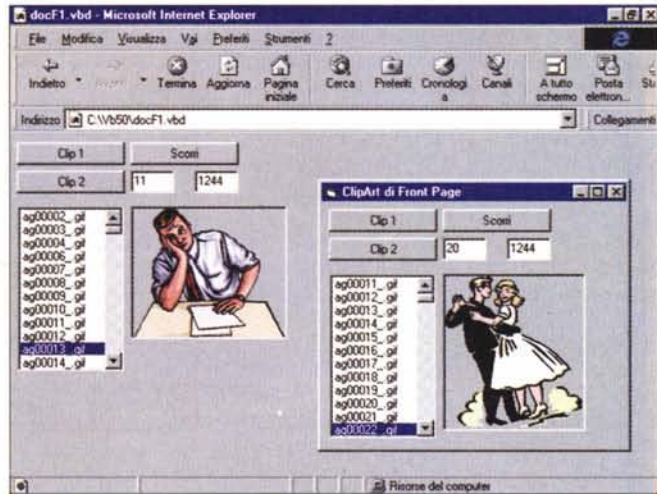 docF1.vbd - Microsoft Internet Explorer
File Modifica Visualizza Vai Preferiti Strumenti ?
Indietro Termina Aggiorna Pagina iniziale Cerca Preferiti Cronologia Canali A tutto schermo Posta elettron...
Indirizzo C:\Vb50\docF1.vbd Collegamenti
Clip 1 Scorri
Clip 2 11 1244
ag00002_.gif
ag00003_.gif
ag00004_.gif
ag00006_.gif
ag00007_.gif
ag00008_.gif
ag00009_.gif
ag00010_.gif
ag00011_.gif
ag00012_.gif
ag00013_.gif
ag00014_.gif
ClipArt di Front Page
Clip 1 Scorri
Clip 2 20 1244
ag00011_.gif
ag00012_.gif
ag00013_.gif
ag00014_.gif
ag00015_.gif
ag00016_.gif
ag00017_.gif
ag00018_.gif
ag00019_.gif
ag00020_.gif
ag00021_.gif
ag00022_.gif
Risorse del computer